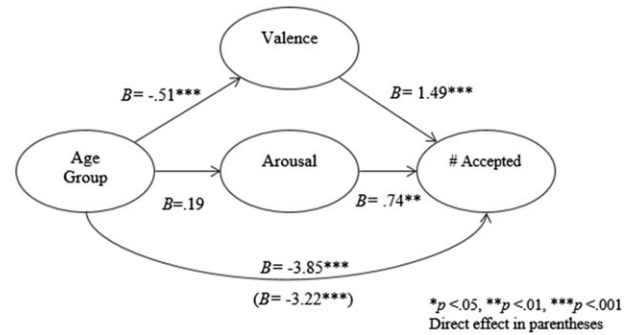 Valence
B= -.51***
B= 1.49***
Age
Group
Arousal
# Accepted
B=.19
B= .74**
B= -3.85***
(B= -3.22***)
*p <.05, **p <.01, ***p <.001
Direct effect in parentheses